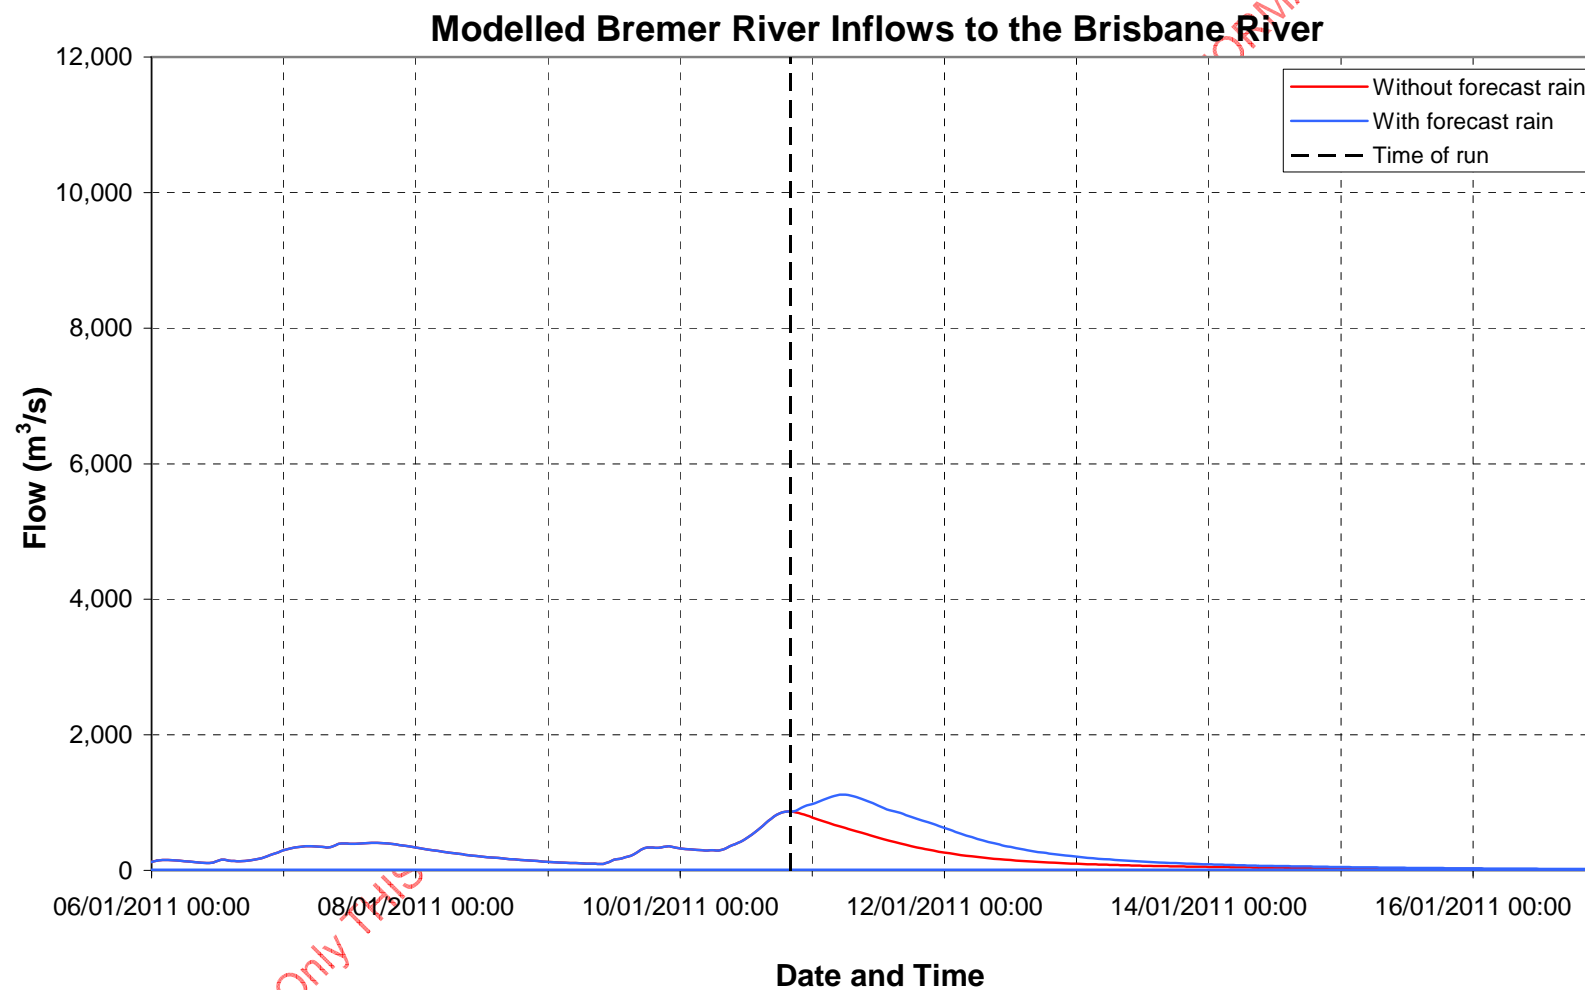 Modelled Bremer River Inflows to the Brisbane River
12,000
10,000
8,000
6,000
4,000
2,000
0
Flow (m³/s)
Without forecast rain
With forecast rain
Time of run
06/01/2011 00:00
08/01/2011 00:00
10/01/2011 00:00
12/01/2011 00:00
14/01/2011 00:00
16/01/2011 00:00
Date and Time
Only THIS